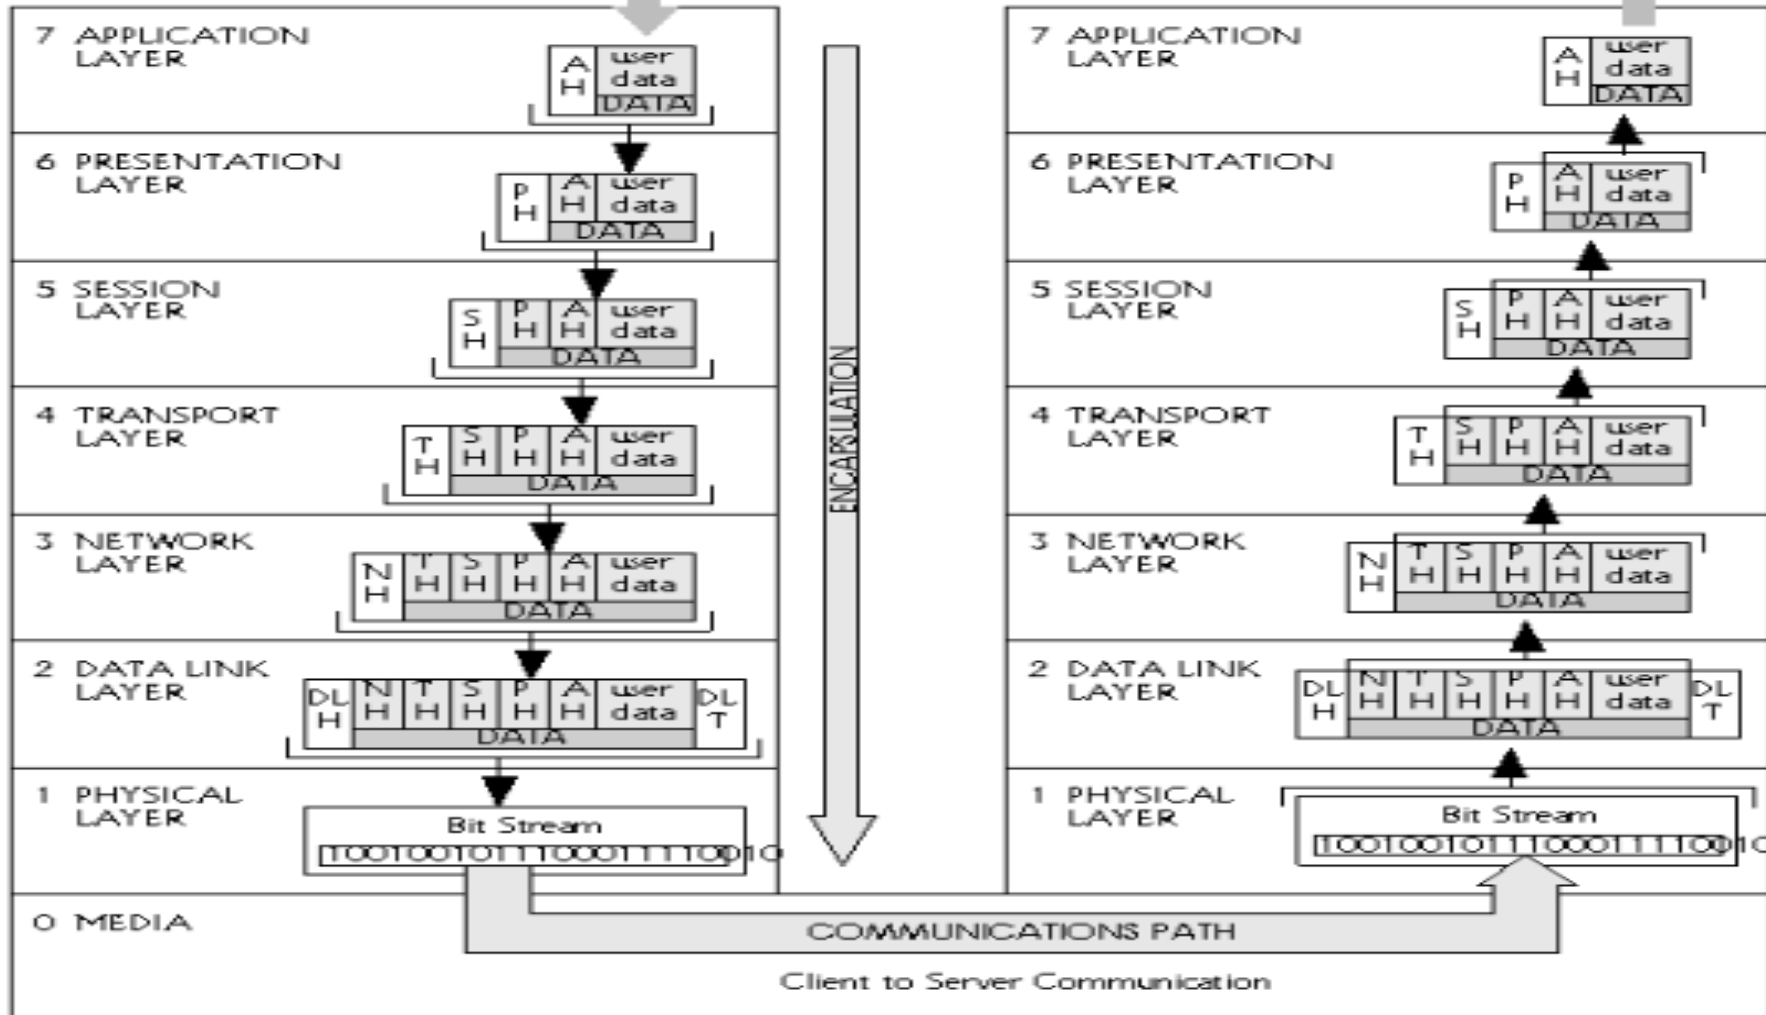 7 APPLICATION
LAYER
A
H
user
data
DATA
6 PRESENTATION
LAYER
P
H
A
H
user
data
DATA
5 SESSION
LAYER
S
H
P
H
A
H
user
data
DATA
4 TRANSPORT
LAYER
T
H
S
H
P
H
A
H
user
data
DATA
3 NETWORK
LAYER
N
H
T
H
S
H
P
H
A
H
user
data
DATA
2 DATA LINK
LAYER
DL
H
N
H
T
H
S
H
P
H
A
H
user
data
DL
T
DATA
1 PHYSICAL
LAYER
Bit Stream
1001001011100011110010
ENCAPSULATION
7 APPLICATION
LAYER
A
H
user
data
DATA
6 PRESENTATION
LAYER
P
H
A
H
user
data
DATA
5 SESSION
LAYER
S
H
P
H
A
H
user
data
DATA
4 TRANSPORT
LAYER
T
H
S
H
P
H
A
H
user
data
DATA
3 NETWORK
LAYER
N
H
T
H
S
H
P
H
A
H
user
data
DATA
2 DATA LINK
LAYER
DL
H
N
H
T
H
S
H
P
H
A
H
user
data
DL
T
DATA
1 PHYSICAL
LAYER
Bit Stream
1001001011100011110010
0 MEDIA
COMMUNICATIONS PATH
Client to Server Communication